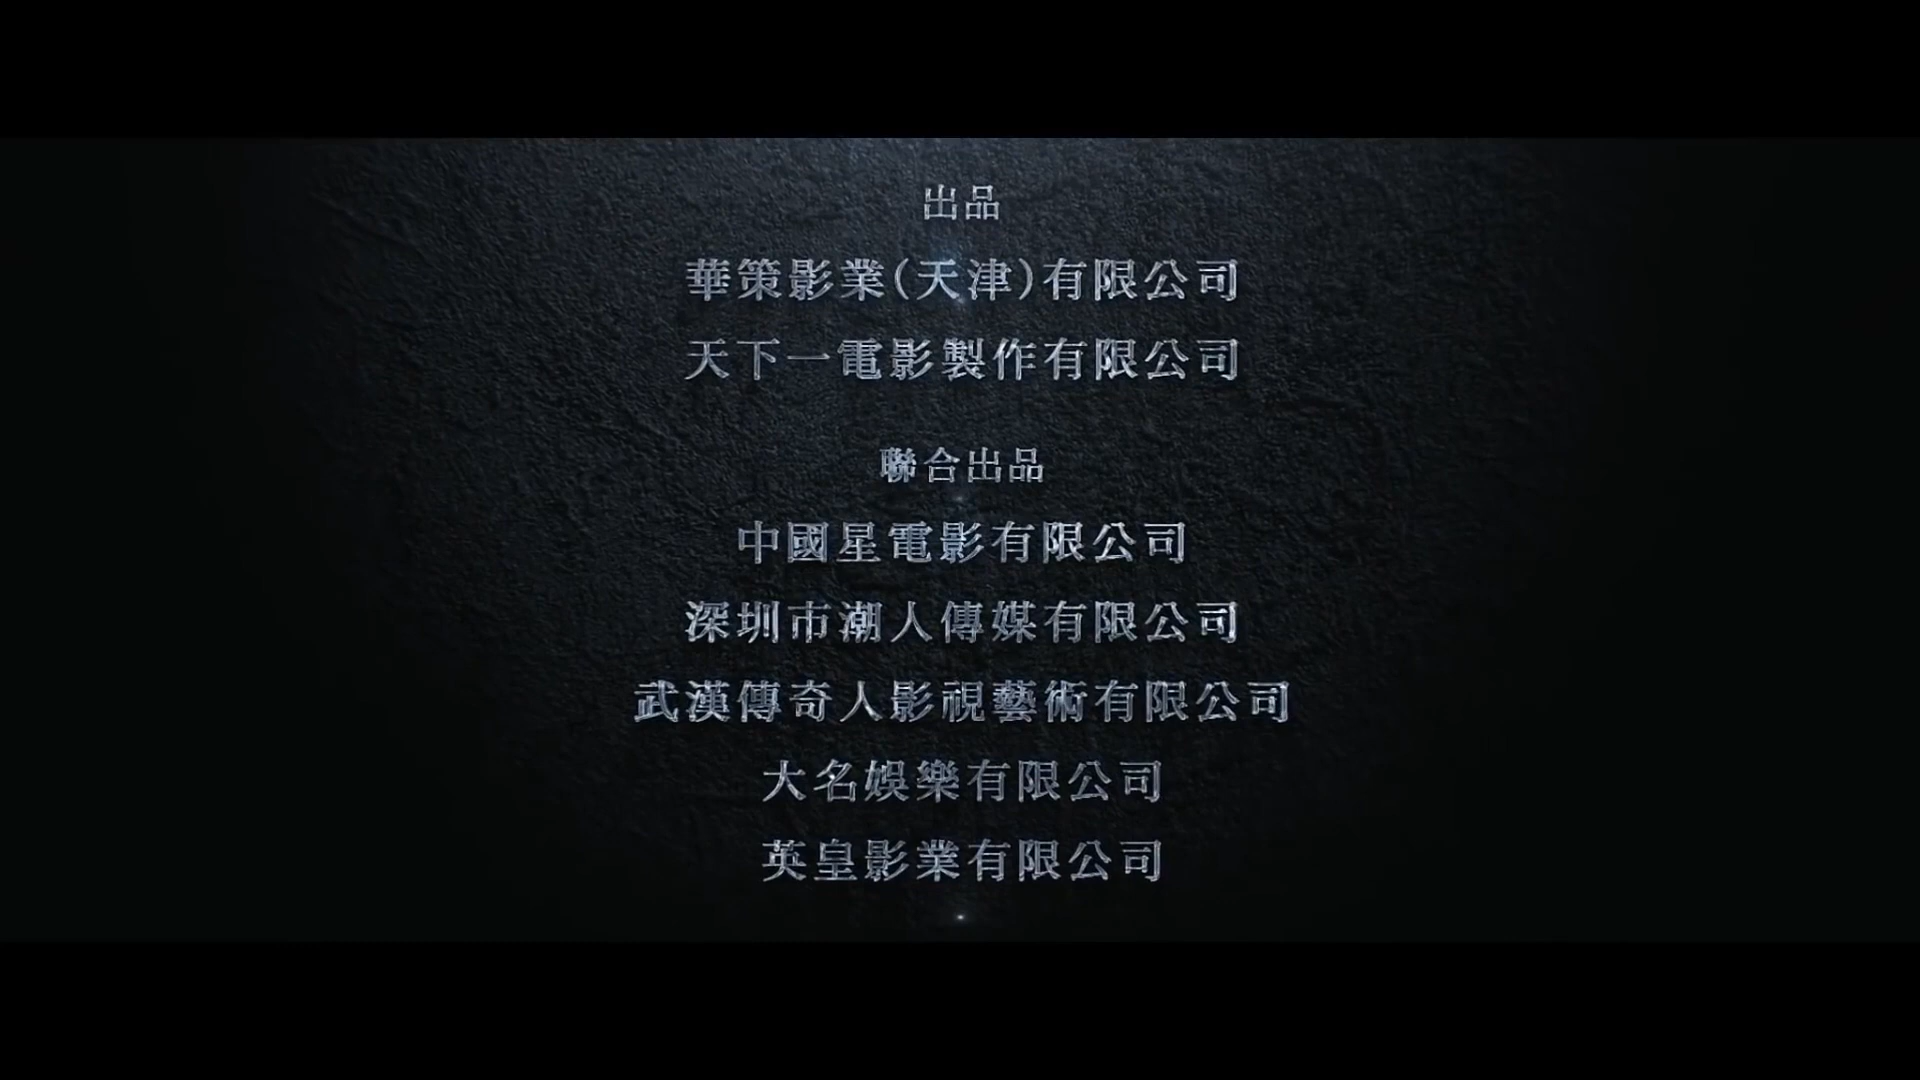 出品
華策影業(天津)有限公司
天下一電影製作有限公司
聯合出品
中國星電影有限公司
深圳市潮人傳媒有限公司
武漢傳奇人影視藝術有限公司
大名娛樂有限公司
英皇影業有限公司